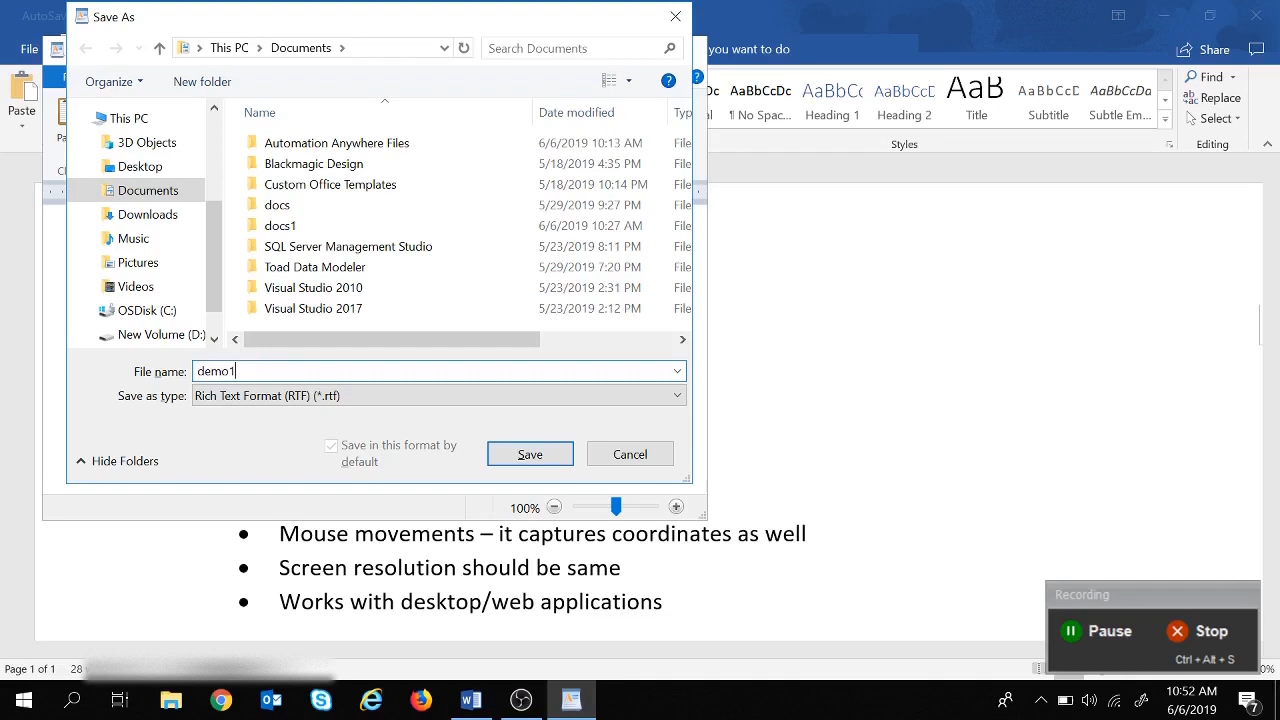 AutoSav
Save As
File
you want to do
Share
This PC
Documents
Search Documents
Organize
New folder
Find
Replace
Select
Editing
Paste
AaBbCcDc
AaBbC
AaBbCcD
AaB
AaBbCcD
AaBbCcDa
¶ No Spac...
Heading 1
Heading 2
Title
Subtitle
Subtle Em...
Styles
Name
Date modified
Ty
This PC
3D Objects
Desktop
Documents
Downloads
Music
Pictures
Videos
OSDisk (C:)
New Volume (D:)
Automation Anywhere Files 6/6/2019 10:13 AM File
Blackmagic Design 5/18/2019 4:35 PM File
Custom Office Templates 5/18/2019 10:14 PM File
docs 5/29/2019 9:27 PM File
docs1 6/6/2019 10:27 AM File
SQL Server Management Studio 5/23/2019 8:11 PM File
Toad Data Modeler 5/29/2019 7:20 PM File
Visual Studio 2010 5/23/2019 2:31 PM File
Visual Studio 2017 5/23/2019 2:12 PM File
File name: demo1
Save as type: Rich Text Format (RTF) (*.rtf)
Save in this format by
default
Save
Cancel
Hide Folders
100%
• Mouse movements – it captures coordinates as well
• Screen resolution should be same
• Works with desktop/web applications
Recording
Pause
Stop
Ctrl + Alt + S
Page 1 of 1
28
0%
10:52 AM
6/6/2019
7